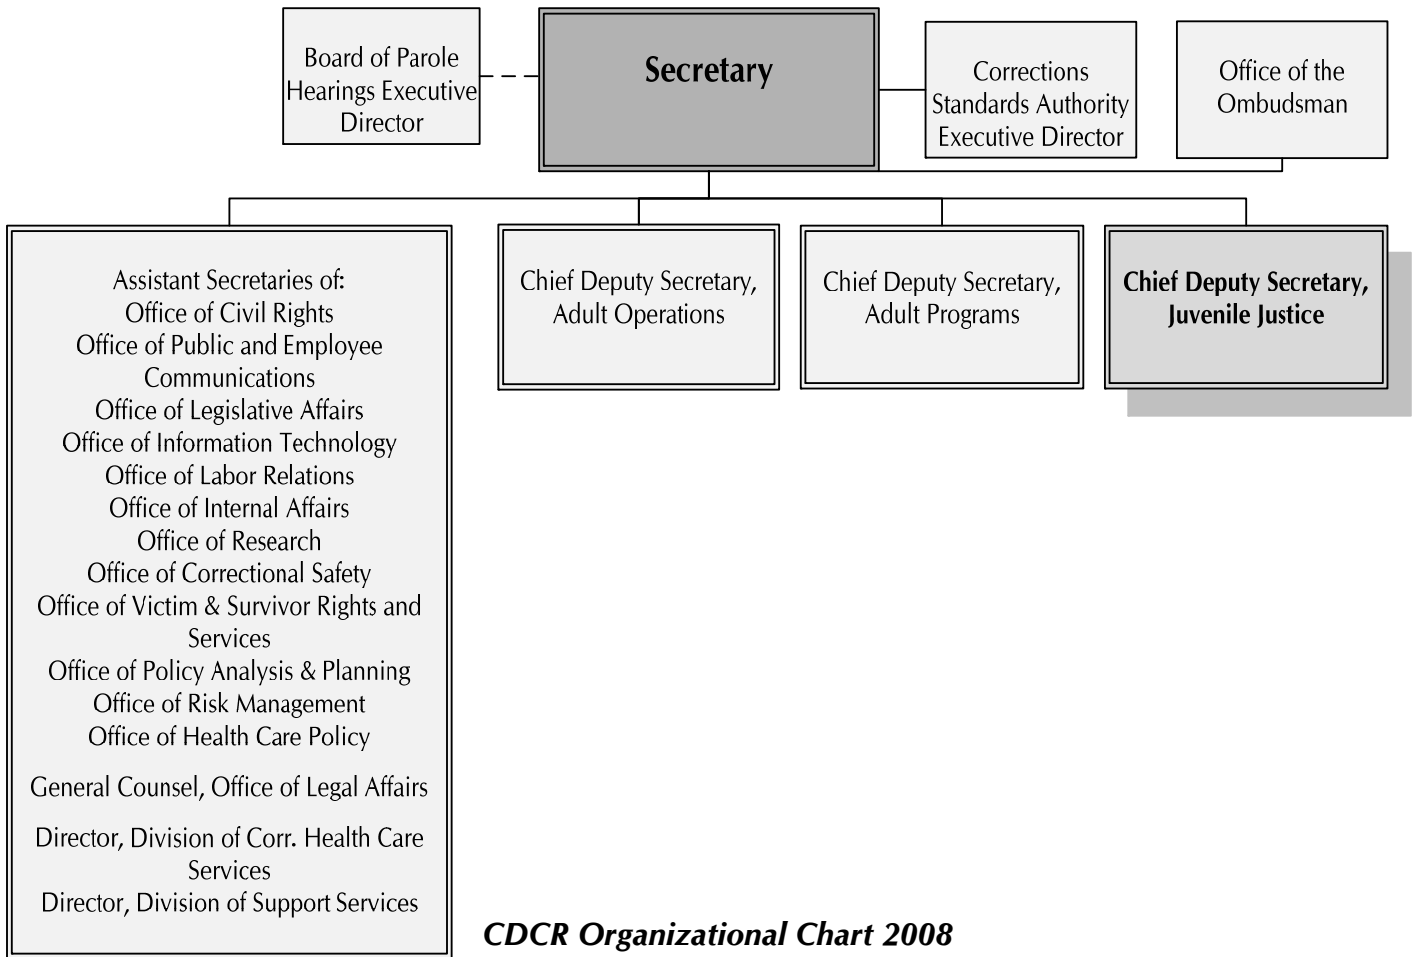 Board of Parole
Hearings Executive
Director
Secretary
Corrections
Standards Authority
Executive Director
Office of the
Ombudsman
Assistant Secretaries of:
Office of Civil Rights
Office of Public and Employee
Communications
Office of Legislative Affairs
Office of Information Technology
Office of Labor Relations
Office of Internal Affairs
Office of Research
Office of Correctional Safety
Office of Victim & Survivor Rights and
Services
Office of Policy Analysis & Planning
Office of Risk Management
Office of Health Care Policy
General Counsel, Office of Legal Affairs
Director, Division of Corr. Health Care
Services
Director, Division of Support Services
Chief Deputy Secretary,
Adult Operations
Chief Deputy Secretary,
Adult Programs
Chief Deputy Secretary,
Juvenile Justice
CDCR Organizational Chart 2008